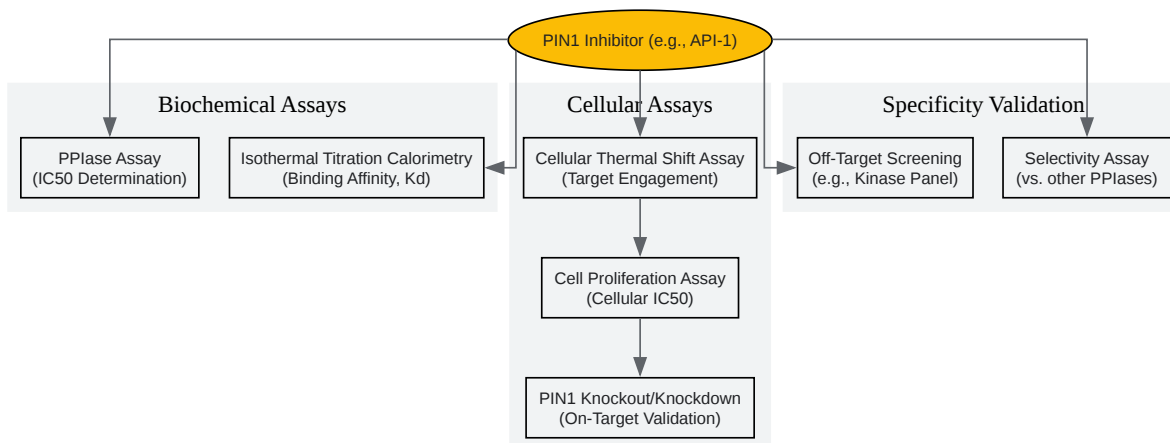 PIN1 Inhibitor (e.g., API-1)
Biochemical Assays
Cellular Assays
Specificity Validation
PPIase Assay
(IC50 Determination)
Isothermal Titration Calorimetry
(Binding Affinity, Kd)
Cellular Thermal Shift Assay
(Target Engagement)
Off-Target Screening
(e.g., Kinase Panel)
Selectivity Assay
(vs. other PPIases)
Cell Proliferation Assay
(Cellular IC50)
PIN1 Knockout/Knockdown
(On-Target Validation)